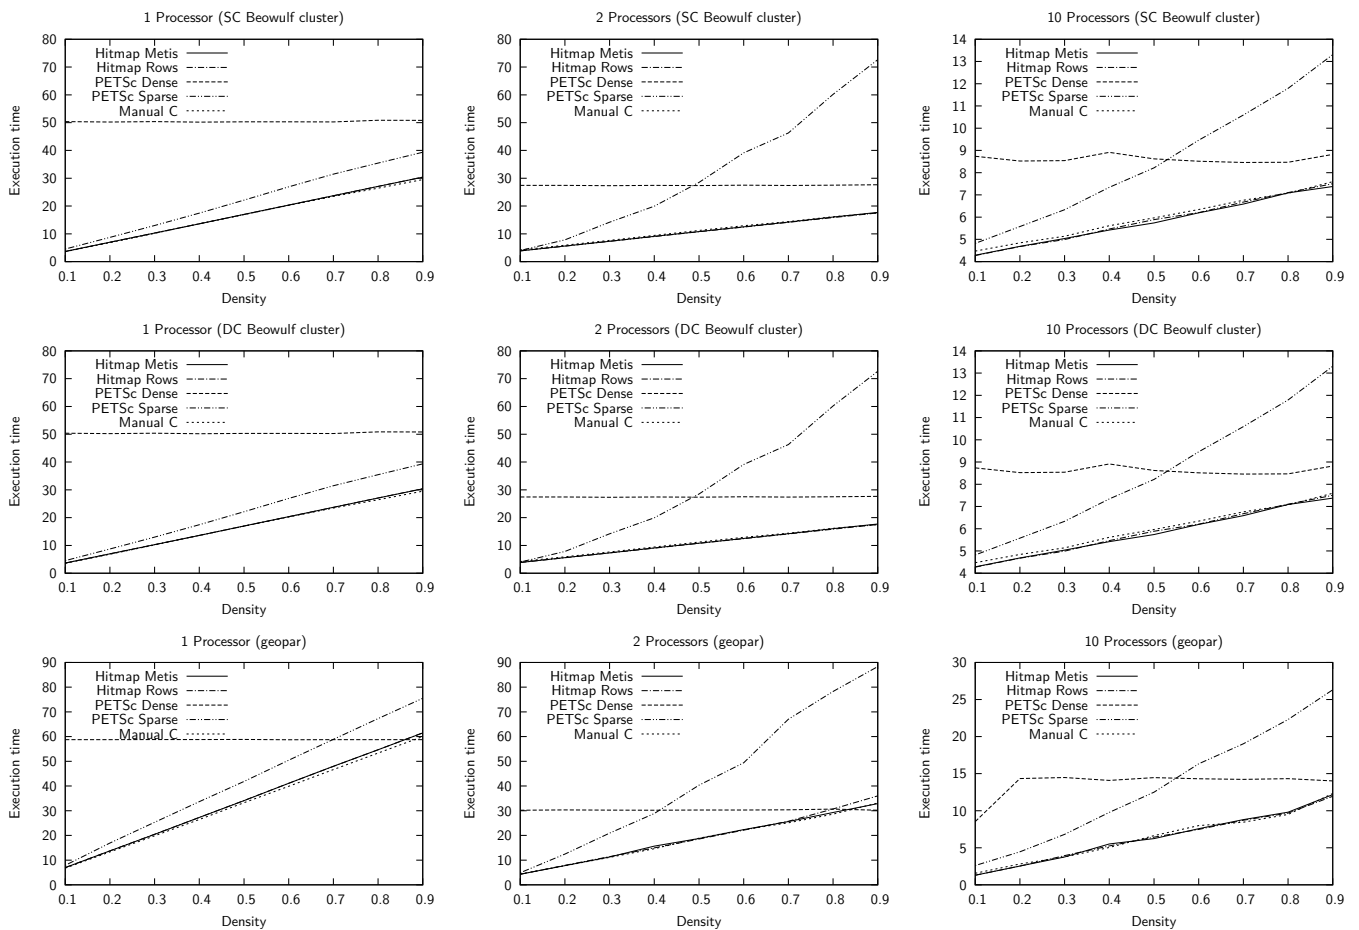 1 Processor (SC Beowulf cluster)
80
70
60
50
40
30
20
10
0
Execution time
Hitmap Metis
Hitmap Rows
PETSc Dense
PETSc Sparse
Manual C
0.1 0.2 0.3 0.4 0.5 0.6 0.7 0.8 0.9
Density
2 Processors (SC Beowulf cluster)
80
70
60
50
40
30
20
10
0
Execution time
Hitmap Metis
Hitmap Rows
PETSc Dense
PETSc Sparse
Manual C
0.1 0.2 0.3 0.4 0.5 0.6 0.7 0.8 0.9
Density
10 Processors (SC Beowulf cluster)
14
13
12
11
10
9
8
7
6
5
4
Execution time
Hitmap Metis
Hitmap Rows
PETSc Dense
PETSc Sparse
Manual C
0.1 0.2 0.3 0.4 0.5 0.6 0.7 0.8 0.9
Density
1 Processor (DC Beowulf cluster)
80
70
60
50
40
30
20
10
0
Execution time
Hitmap Metis
Hitmap Rows
PETSc Dense
PETSc Sparse
Manual C
0.1 0.2 0.3 0.4 0.5 0.6 0.7 0.8 0.9
Density
2 Processors (DC Beowulf cluster)
80
70
60
50
40
30
20
10
0
Execution time
Hitmap Metis
Hitmap Rows
PETSc Dense
PETSc Sparse
Manual C
0.1 0.2 0.3 0.4 0.5 0.6 0.7 0.8 0.9
Density
10 Processors (DC Beowulf cluster)
14
13
12
11
10
9
8
7
6
5
4
Execution time
Hitmap Metis
Hitmap Rows
PETSc Dense
PETSc Sparse
Manual C
0.1 0.2 0.3 0.4 0.5 0.6 0.7 0.8 0.9
Density
1 Processor (geopar)
90
80
70
60
50
40
30
20
10
0
Execution time
Hitmap Metis
Hitmap Rows
PETSc Dense
PETSc Sparse
Manual C
0.1 0.2 0.3 0.4 0.5 0.6 0.7 0.8 0.9
Density
2 Processors (geopar)
90
80
70
60
50
40
30
20
10
0
Execution time
Hitmap Metis
Hitmap Rows
PETSc Dense
PETSc Sparse
Manual C
0.1 0.2 0.3 0.4 0.5 0.6 0.7 0.8 0.9
Density
10 Processors (geopar)
30
25
20
15
10
5
0
Execution time
Hitmap Metis
Hitmap Rows
PETSc Dense
PETSc Sparse
Manual C
0.1 0.2 0.3 0.4 0.5 0.6 0.7 0.8 0.9
Density